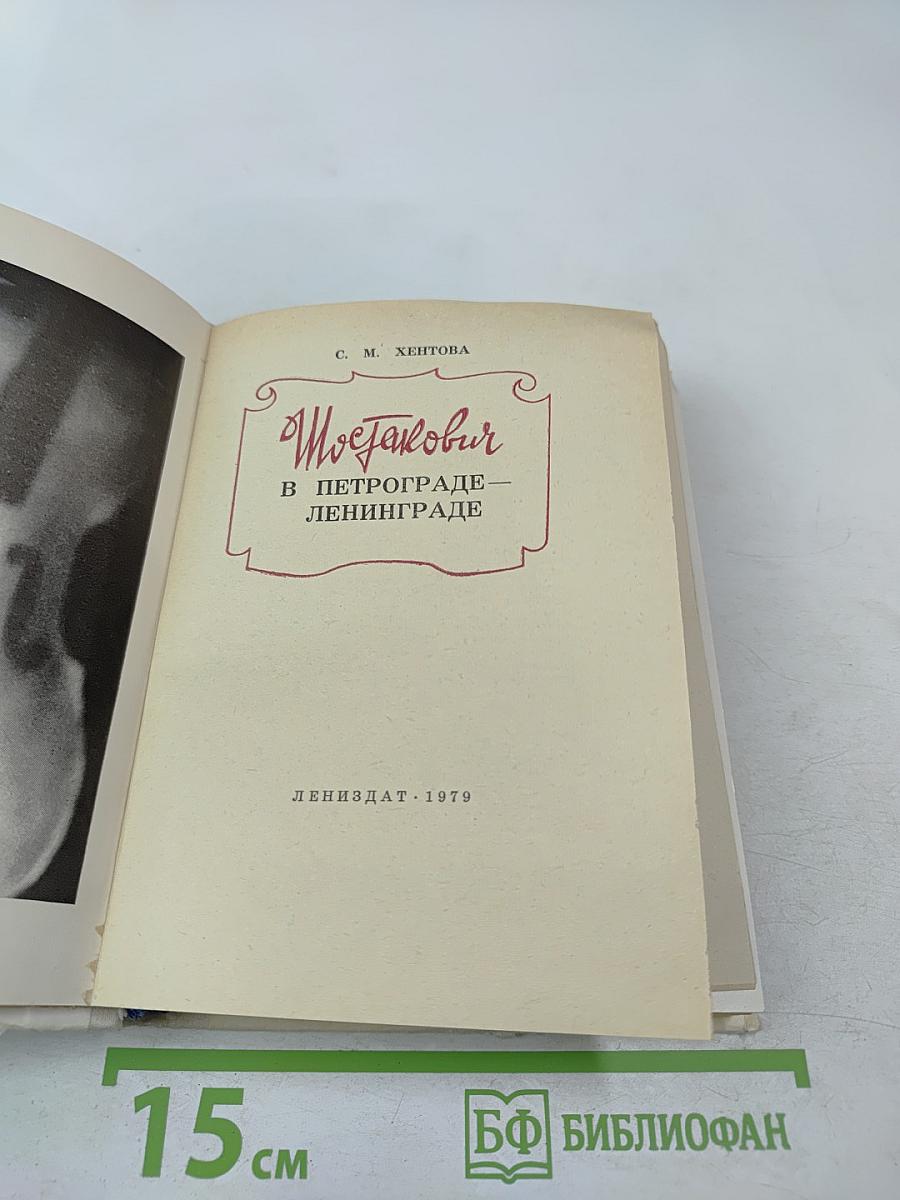 С. М. ХЕНТОВА
Шостакович
В ПЕТРОГРАДЕ—
ЛЕНИНГРАДЕ
ЛЕНИЗДАТ · 1979
15 см
БФ БИБЛИОФАН